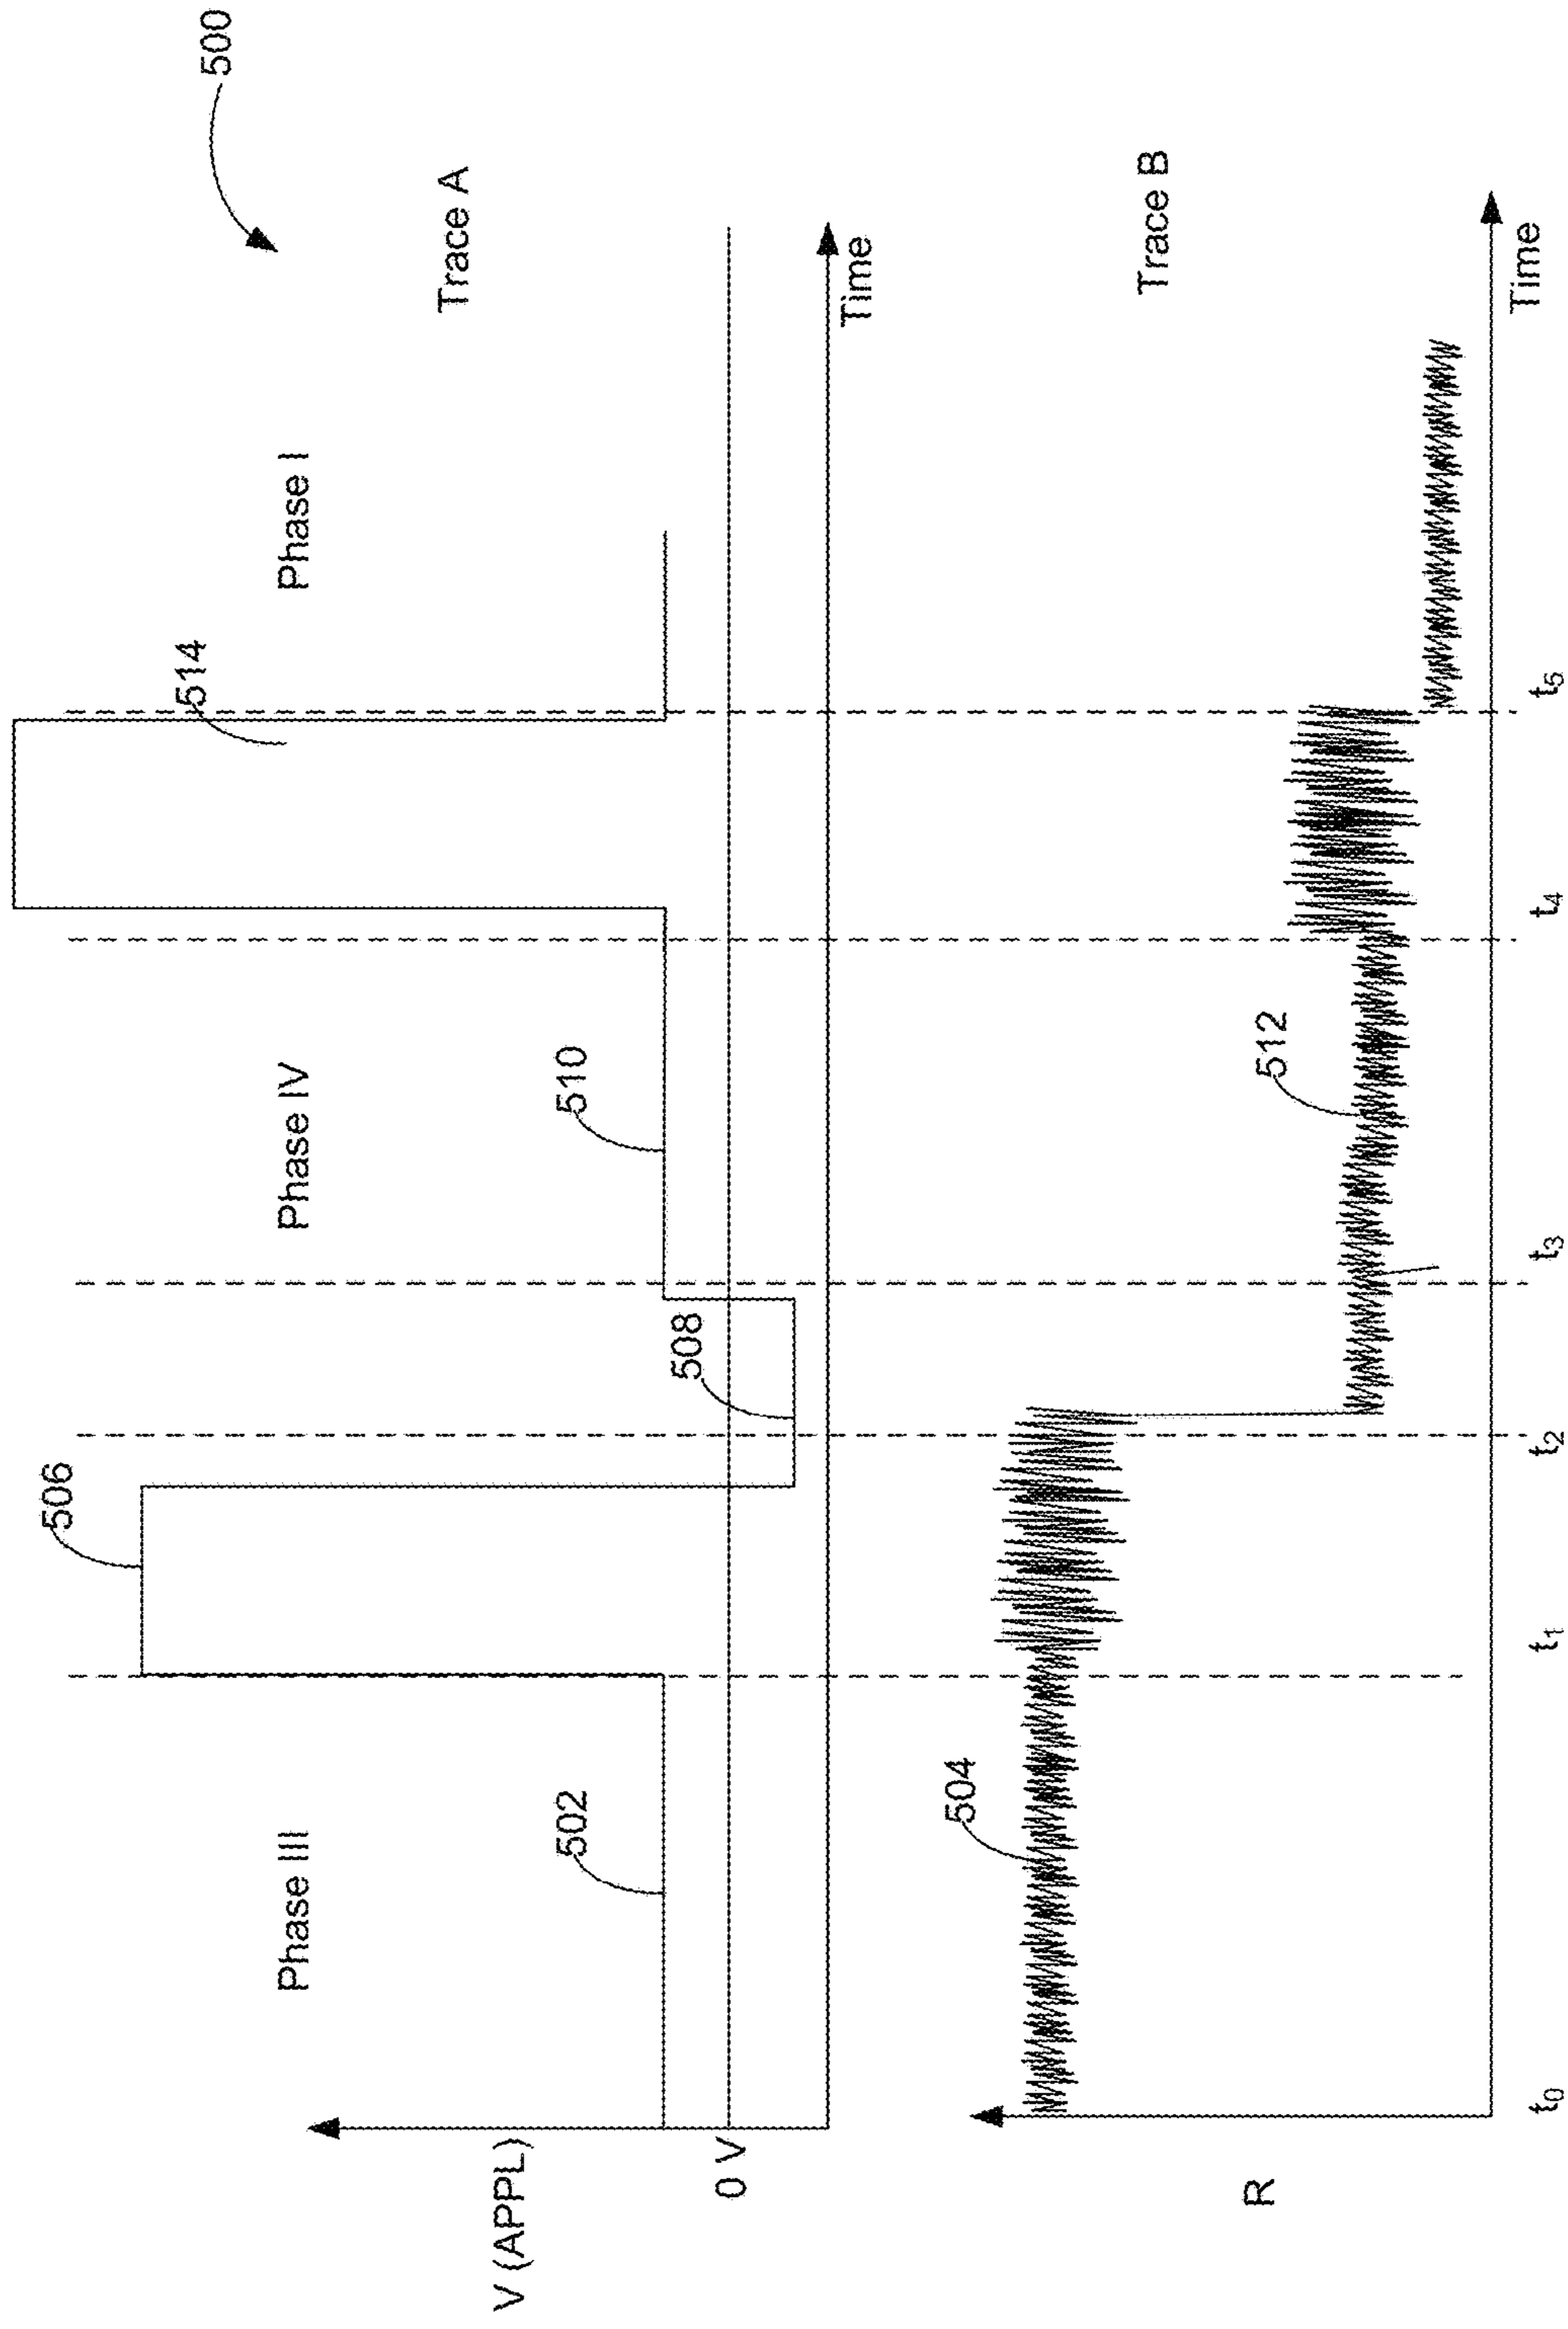 500
506
514
Phase III
Phase IV
Phase I
Trace A
V (APPL)
502
510
508
0 V
Time
504
Trace B
R
512
Time
t0
t1
t2
t3
t4
t5